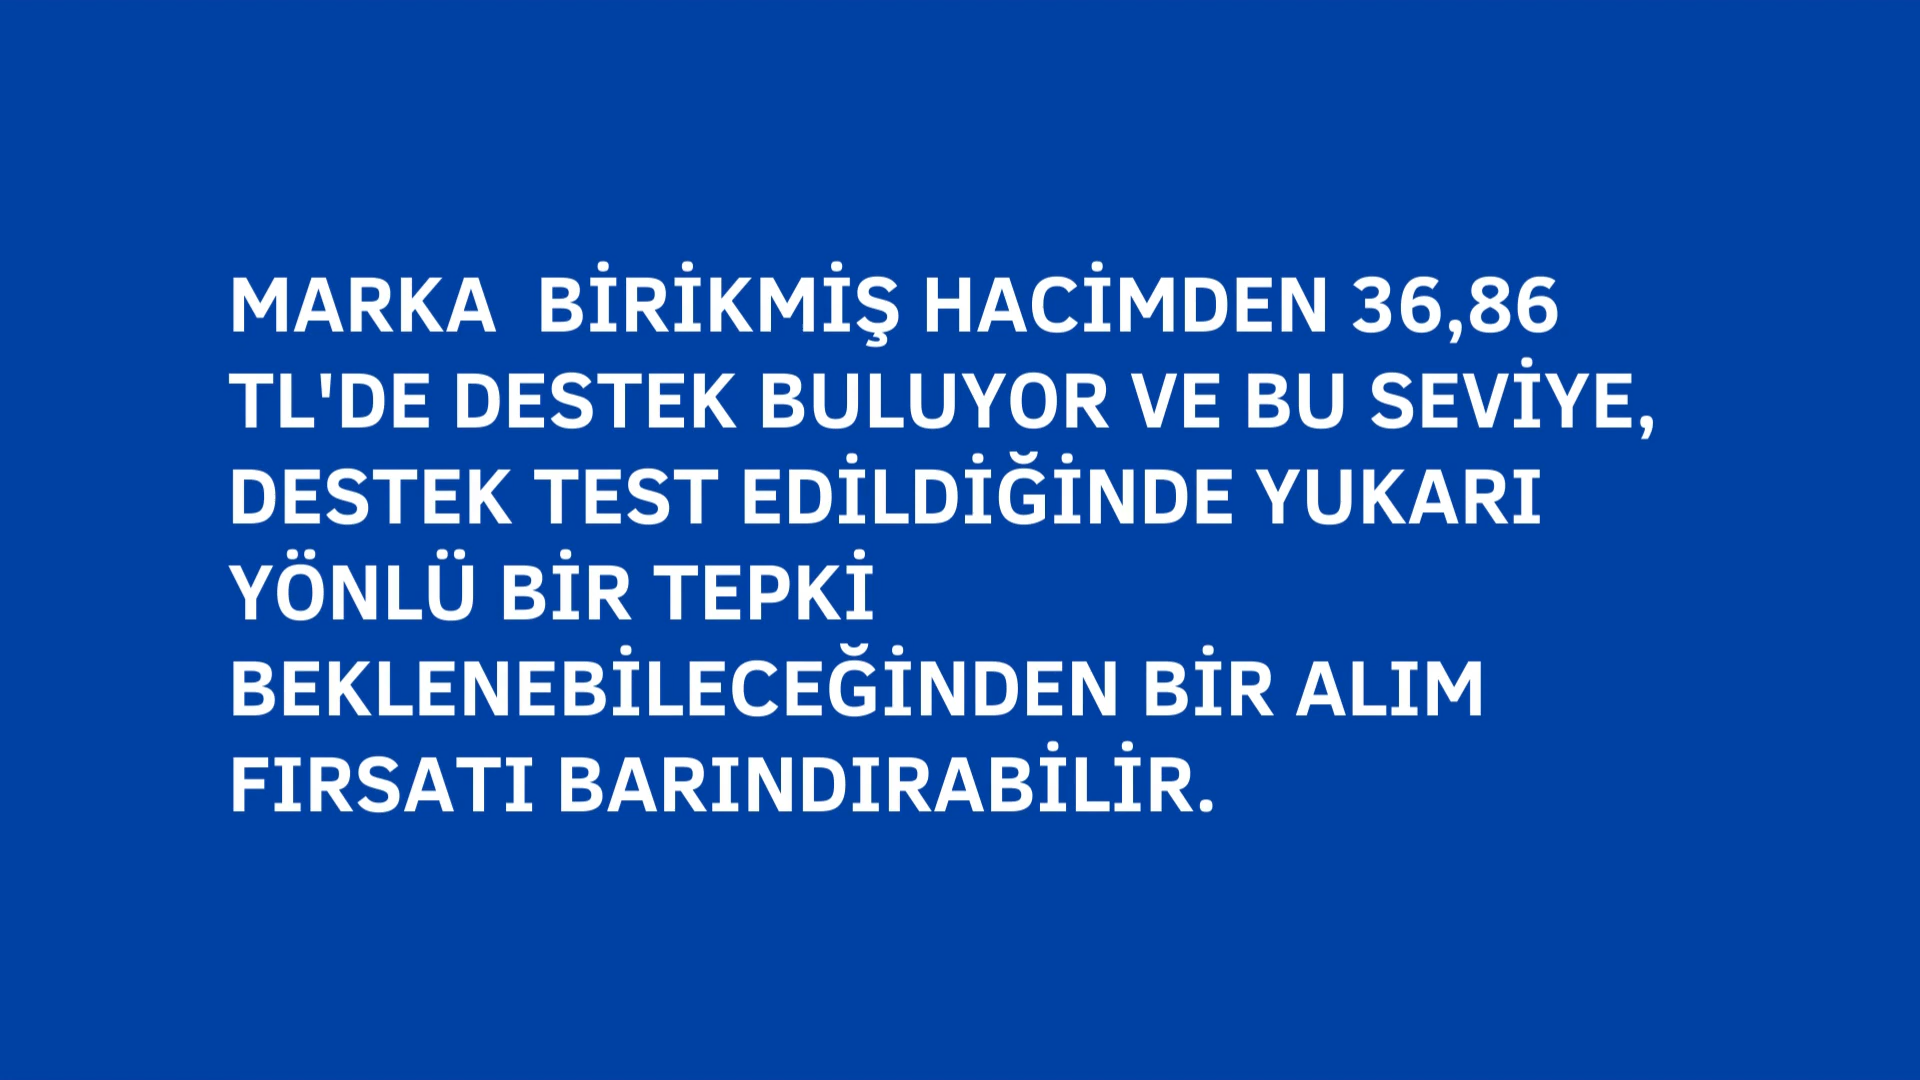 MARKA  BİRİKMİŞ HACİMDEN 36,86
TL'DE DESTEK BULUYOR VE BU SEVİYE,
DESTEK TEST EDİLDİĞİNDE YUKARI
YÖNLÜ BİR TEPKİ
BEKLENEBİLECEĞİNDEN BİR ALIM
FIRSATI BARINDIRABİLİR.